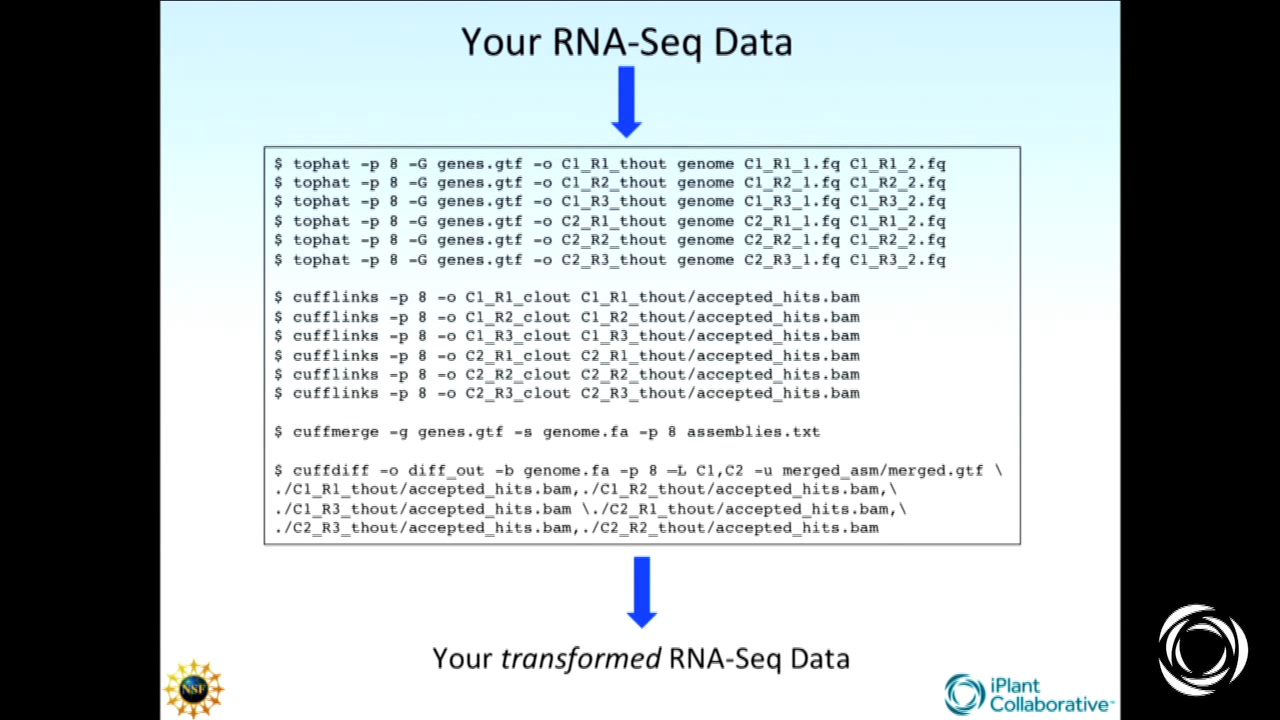 Your RNA-Seq Data
$ tophat -p 8 -G genes.gtf -o C1_R1_thout genome C1_R1_1.fq C1_R1_2.fq
$ tophat -p 8 -G genes.gtf -o C1_R2_thout genome C1_R2_1.fq C1_R2_2.fq
$ tophat -p 8 -G genes.gtf -o C1_R3_thout genome C1_R3_1.fq C1_R3_2.fq
$ tophat -p 8 -G genes.gtf -o C2_R1_thout genome C2_R1_1.fq C1_R1_2.fq
$ tophat -p 8 -G genes.gtf -o C2_R2_thout genome C2_R2_1.fq C1_R2_2.fq
$ tophat -p 8 -G genes.gtf -o C2_R3_thout genome C2_R3_1.fq C1_R3_2.fq
$ cufflinks -p 8 -o C1_R1_clout C1_R1_thout/accepted_hits.bam
$ cufflinks -p 8 -o C1_R2_clout C1_R2_thout/accepted_hits.bam
$ cufflinks -p 8 -o C1_R3_clout C1_R3_thout/accepted_hits.bam
$ cufflinks -p 8 -o C2_R1_clout C2_R1_thout/accepted_hits.bam
$ cufflinks -p 8 -o C2_R2_clout C2_R2_thout/accepted_hits.bam
$ cufflinks -p 8 -o C2_R3_clout C2_R3_thout/accepted_hits.bam
$ cuffmerge -g genes.gtf -s genome.fa -p 8 assemblies.txt
$ cuffdiff -o diff_out -b genome.fa -p 8 –L C1,C2 -u merged_asm/merged.gtf \
./C1_R1_thout/accepted_hits.bam,./C1_R2_thout/accepted_hits.bam,\
./C1_R3_thout/accepted_hits.bam \./C2_R1_thout/accepted_hits.bam,\
./C2_R3_thout/accepted_hits.bam,./C2_R2_thout/accepted_hits.bam
Your transformed RNA-Seq Data
NSF
iPlant
Collaborative